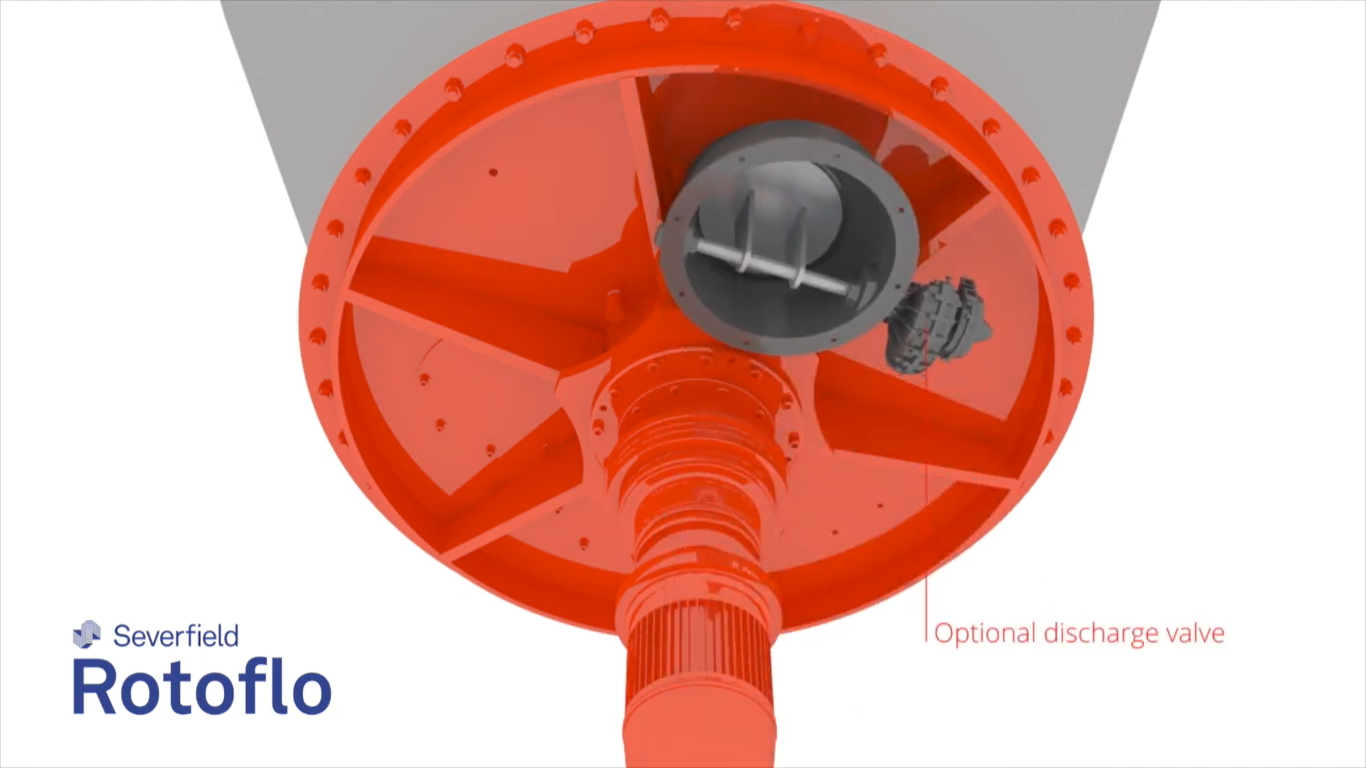 Optional discharge valve
Severfield
Rotoflo